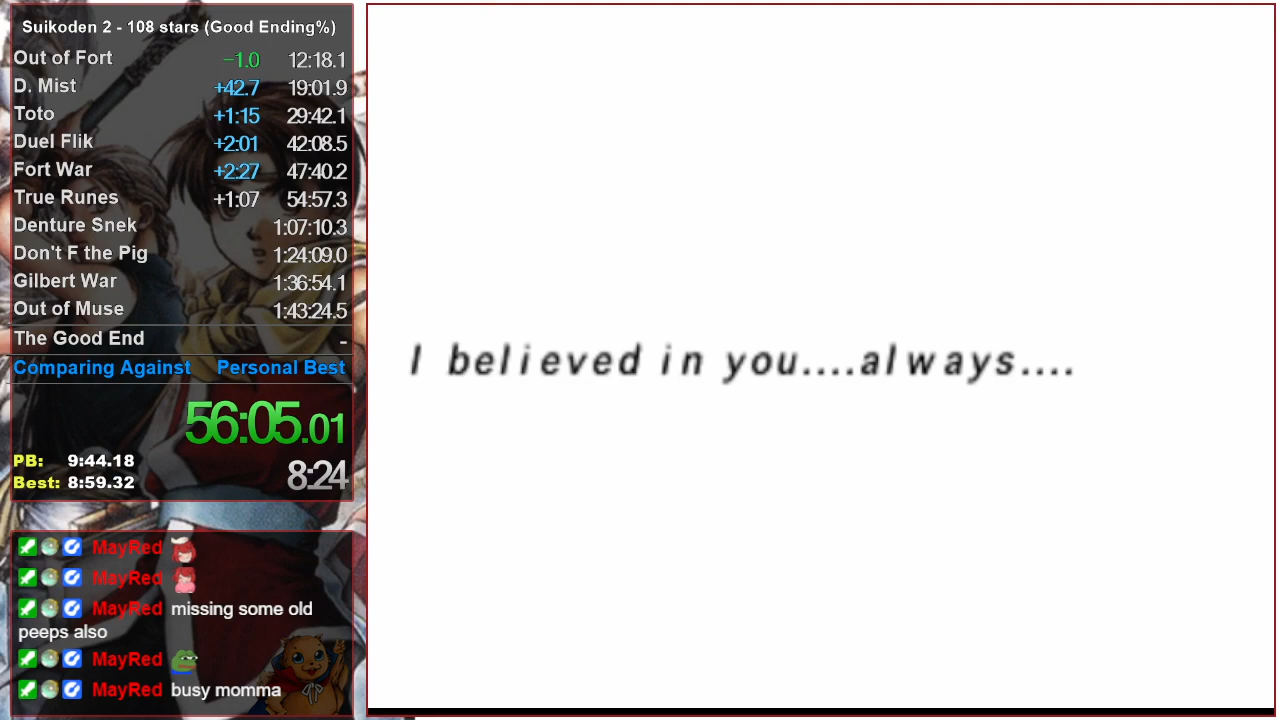 Suikoden 2 - 108 stars (Good Ending%)
Out of Fort -1.0 12:18.1
D. Mist +42.7 19:01.9
Toto +1:15 29:42.1
Duel Flik +2:01 42:08.5
Fort War +2:27 47:40.2
True Runes +1:07 54:57.3
Denture Snek 1:07:10.3
Don't F the Pig 1:24:09.0
Gilbert War 1:36:54.1
Out of Muse 1:43:24.5
The Good End -
Comparing Against Personal Best
56:05.01
PB: 9:44.18
Best: 8:59.32
8:24
MayRed
MayRed
MayRed missing some old
peeps also
MayRed
MayRed busy momma
I believed in you....always....